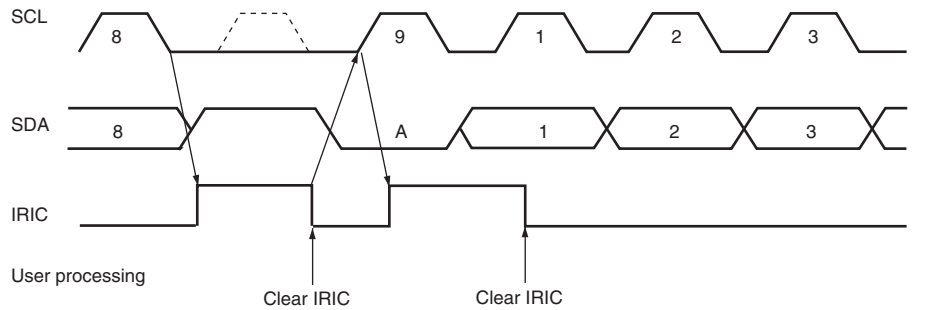 SCL 8 9 1 2 3
SDA 8 A 1 2 3
IRIC
User processing
Clear IRIC Clear IRIC